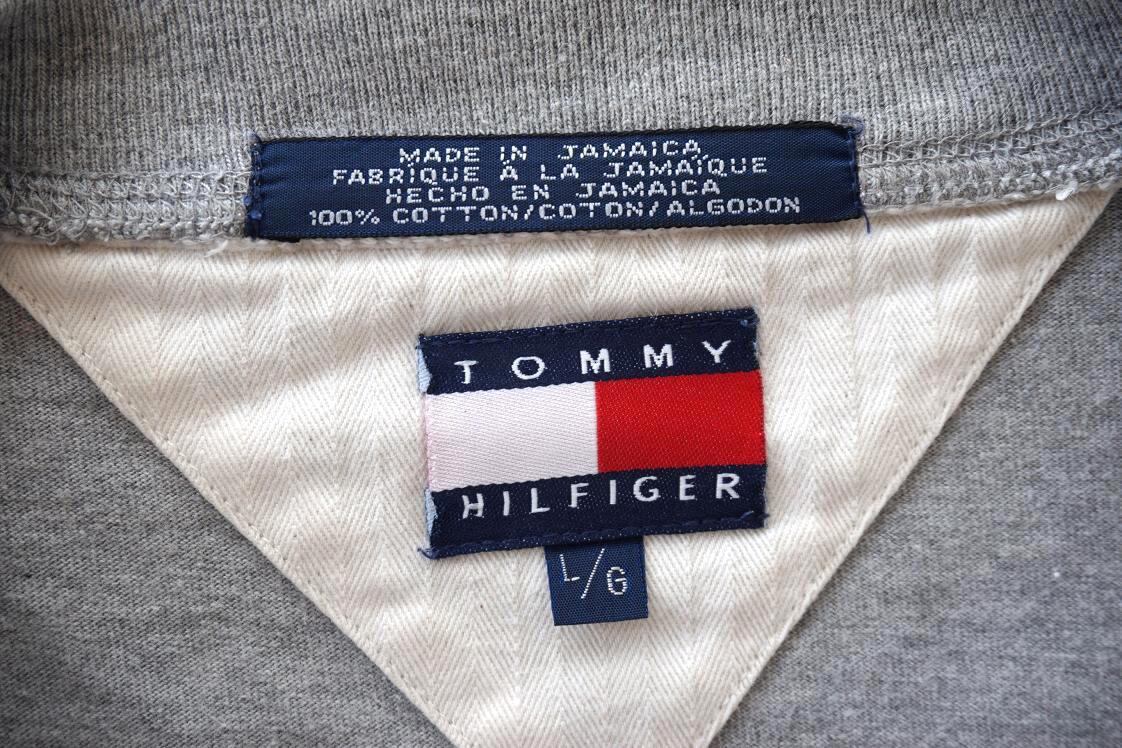 MADE IN JAMAICA
FABRIQUE À LA JAMAÏQUE
HECHO EN JAMAICA
100% COTTON/COTON/ALGODON
TOMMY
HILFIGER
L/G